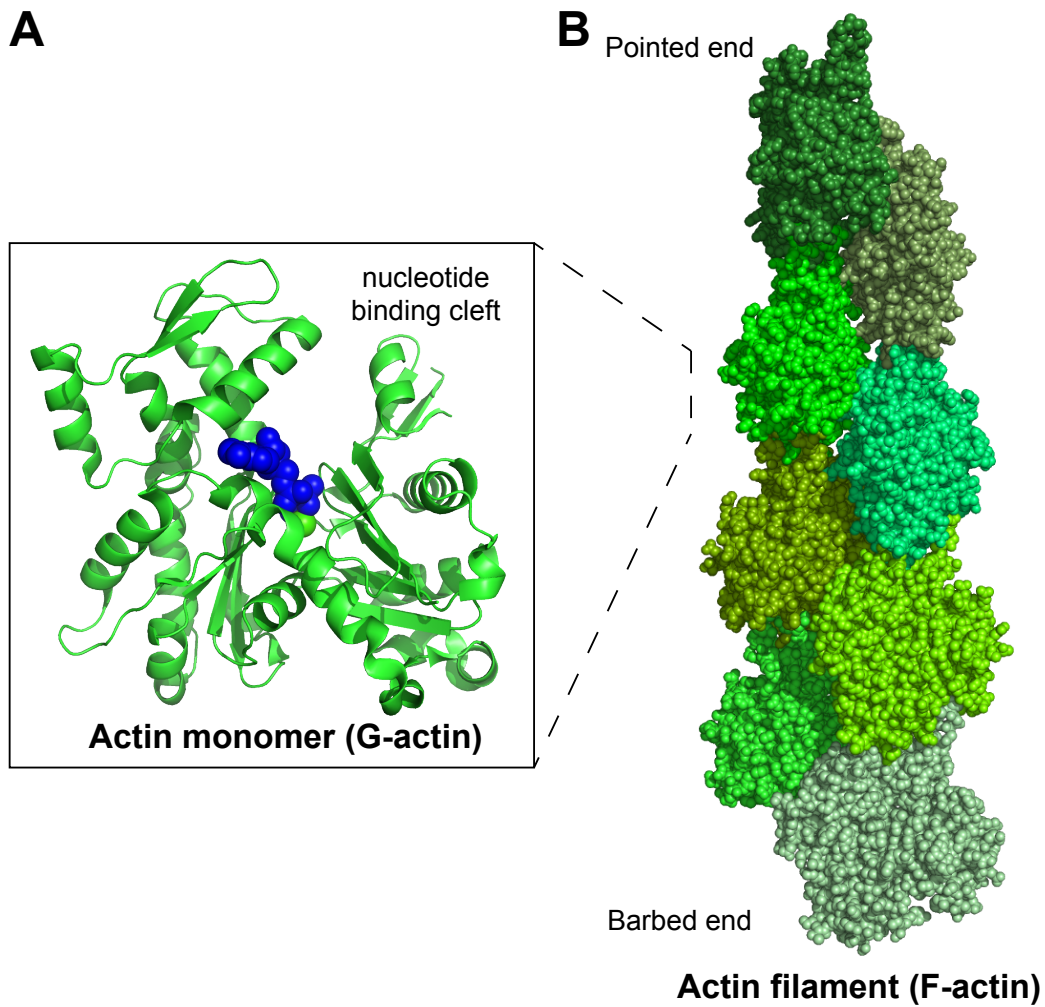 A
B
Pointed end
nucleotide
binding cleft
Actin monomer (G-actin)
Barbed end
Actin filament (F-actin)